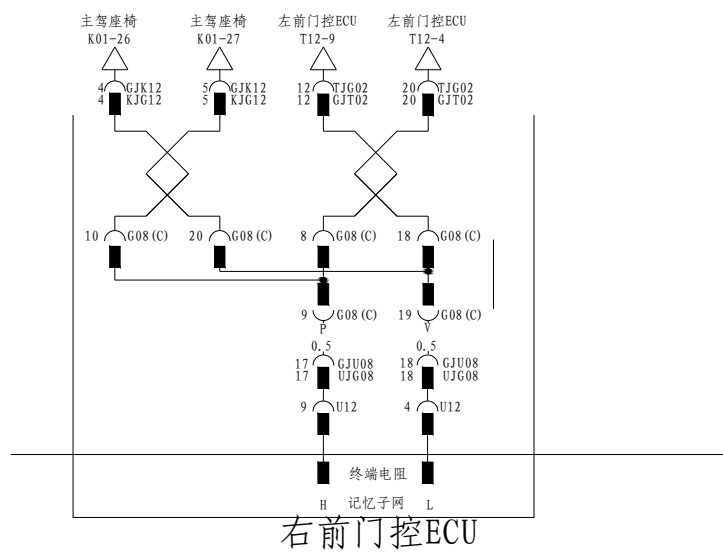 主驾座椅 主驾座椅 左前门控ECU 左前门控ECU
K01-26 K01-27 T12-9 T12-4
4 GJK12 5 GJK12 12 TJG02 20 TJG02
4 KJG12 5 KJG12 12 GJT02 20 GJT02
10 G08(C) 20 G08(C) 8 G08(C) 18 G08(C)
9 G08(C) 19 G08(C)
P V
0.5 0.5
17 GJU08 18 GJU08
17 UJG08 18 UJG08
9 U12 4 U12
终端电阻
H 记忆子网 L
右前门控ECU